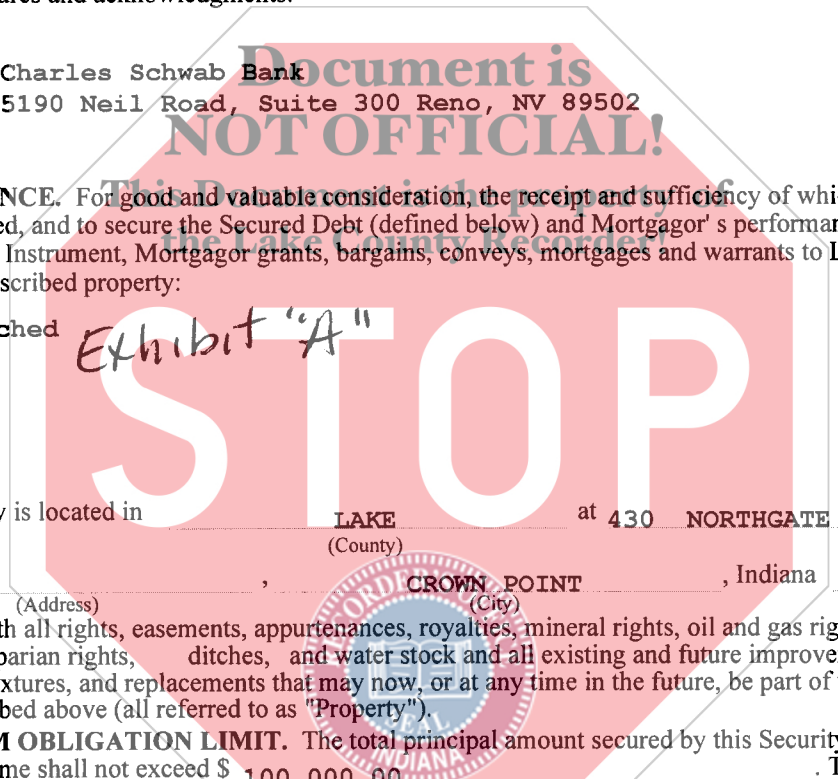 Charles Schwab Bank
5190 Neil Road, Suite 300 Reno, NV 89502
Document is
NOT OFFICIAL!
This Document is the property of
the Lake County Recorder!
NCE. For good and valuable consideration, the receipt and sufficiency of whi
ed, and to secure the Secured Debt (defined below) and Mortgagor' s performan
Instrument, Mortgagor grants, bargains, conveys, mortgages and warrants to L
scribed property:
ched Exhibit "A"
STOP
y is located in LAKE at 430 NORTHGATE
(County)
, CROWN POINT , Indiana
(Address) (City)
th all rights, easements, appurtenances, royalties, mineral rights, oil and gas rig
parian rights, ditches, and water stock and all existing and future improve
xtures, and replacements that may now, or at any time in the future, be part of
bed above (all referred to as "Property").
M OBLIGATION LIMIT. The total principal amount secured by this Security
me shall not exceed $ 100,000.00 . T
SEAL
INDIANA